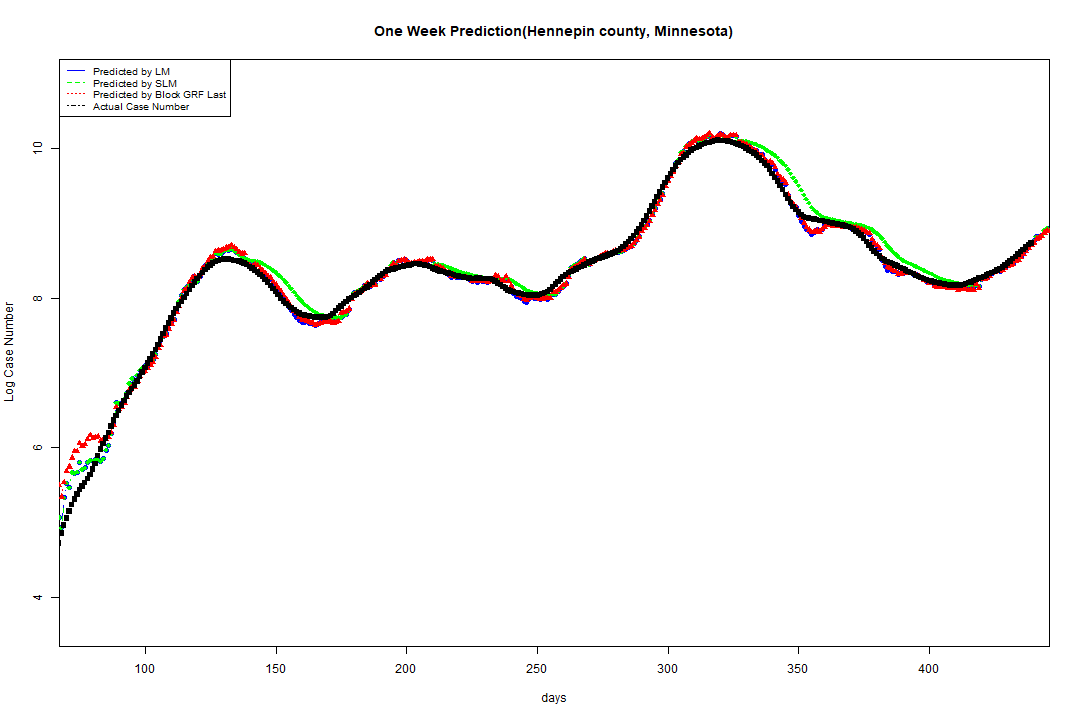 One Week Prediction(Hennepin county, Minnesota)
Predicted by LM
Predicted by SLM
Predicted by Block GRF Last
Actual Case Number
10
8
6
4
Log Case Number
100 150 200 250 300 350 400
days